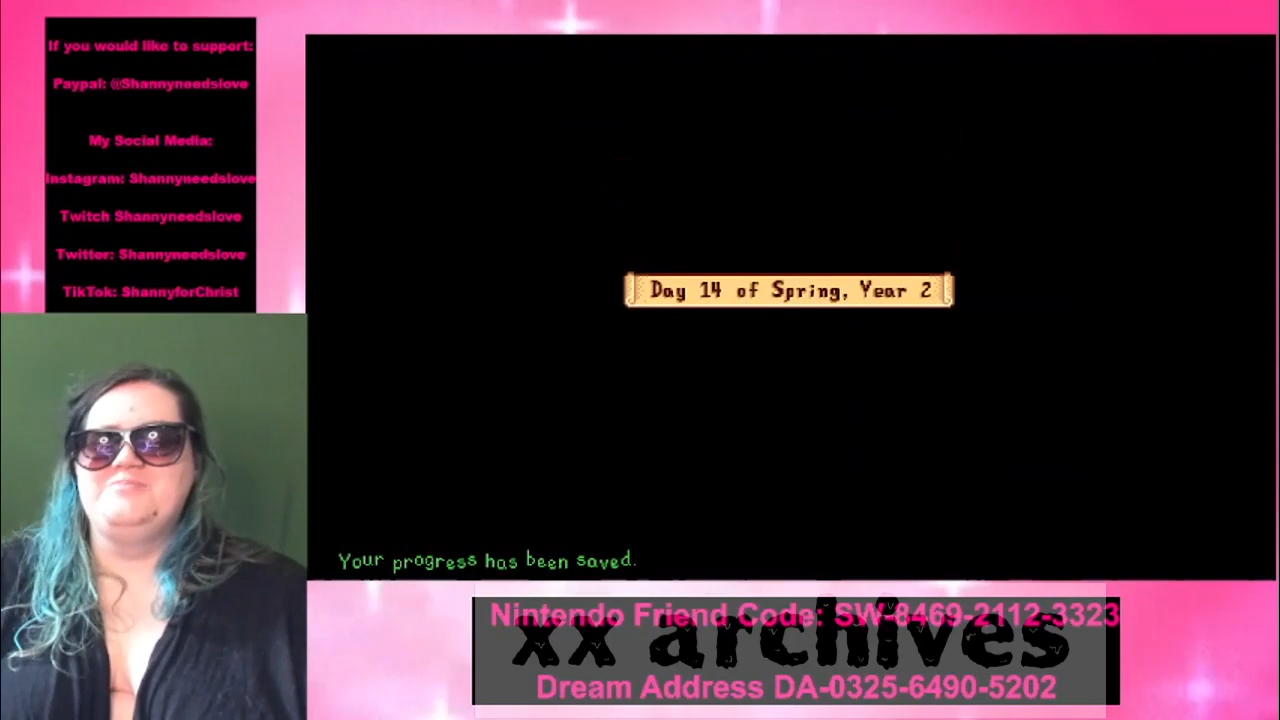 If you would like to support:
Paypal: @Shannyneedslove
My Social Media:
Instagram: Shannyneedslove
Twitch Shannyneedslove
Twitter: Shannyneedslove
TikTok: ShannyforChrist
Day 14 of Spring, Year 2
Your progress has been saved.
Nintendo Friend Code: SW-8469-2112-3323
xx archives
Dream Address DA-0325-6490-5202